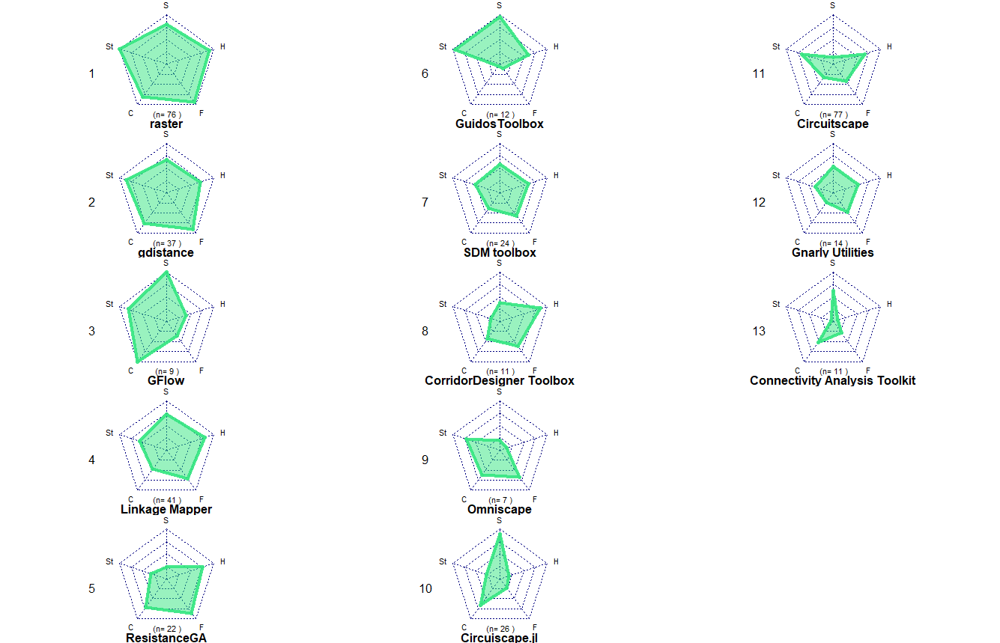 S
St
H
1
C
(n= 76 )
F
raster
S
St
H
2
C
(n= 37 )
F
gdistance
S
St
H
3
C
(n= 9 )
F
GFlow
S
St
H
4
C
(n= 41 )
F
Linkage Mapper
S
St
H
5
C
(n= 22 )
F
ResistanceGA
S
St
H
6
C
(n= 12 )
F
GuidosToolbox
S
St
H
7
C
(n= 24 )
F
SDM toolbox
S
St
H
8
C
(n= 11 )
F
CorridorDesigner Toolbox
S
St
H
9
C
(n= 7 )
F
Omniscape
S
St
H
10
C
(n= 26 )
F
Circuiscape.jl
S
St
H
11
C
(n= 77 )
F
Circuitscape
S
St
H
12
C
(n= 14 )
F
Gnarly Utilities
S
St
H
13
C
(n= 11 )
F
Connectivity Analysis Toolkit